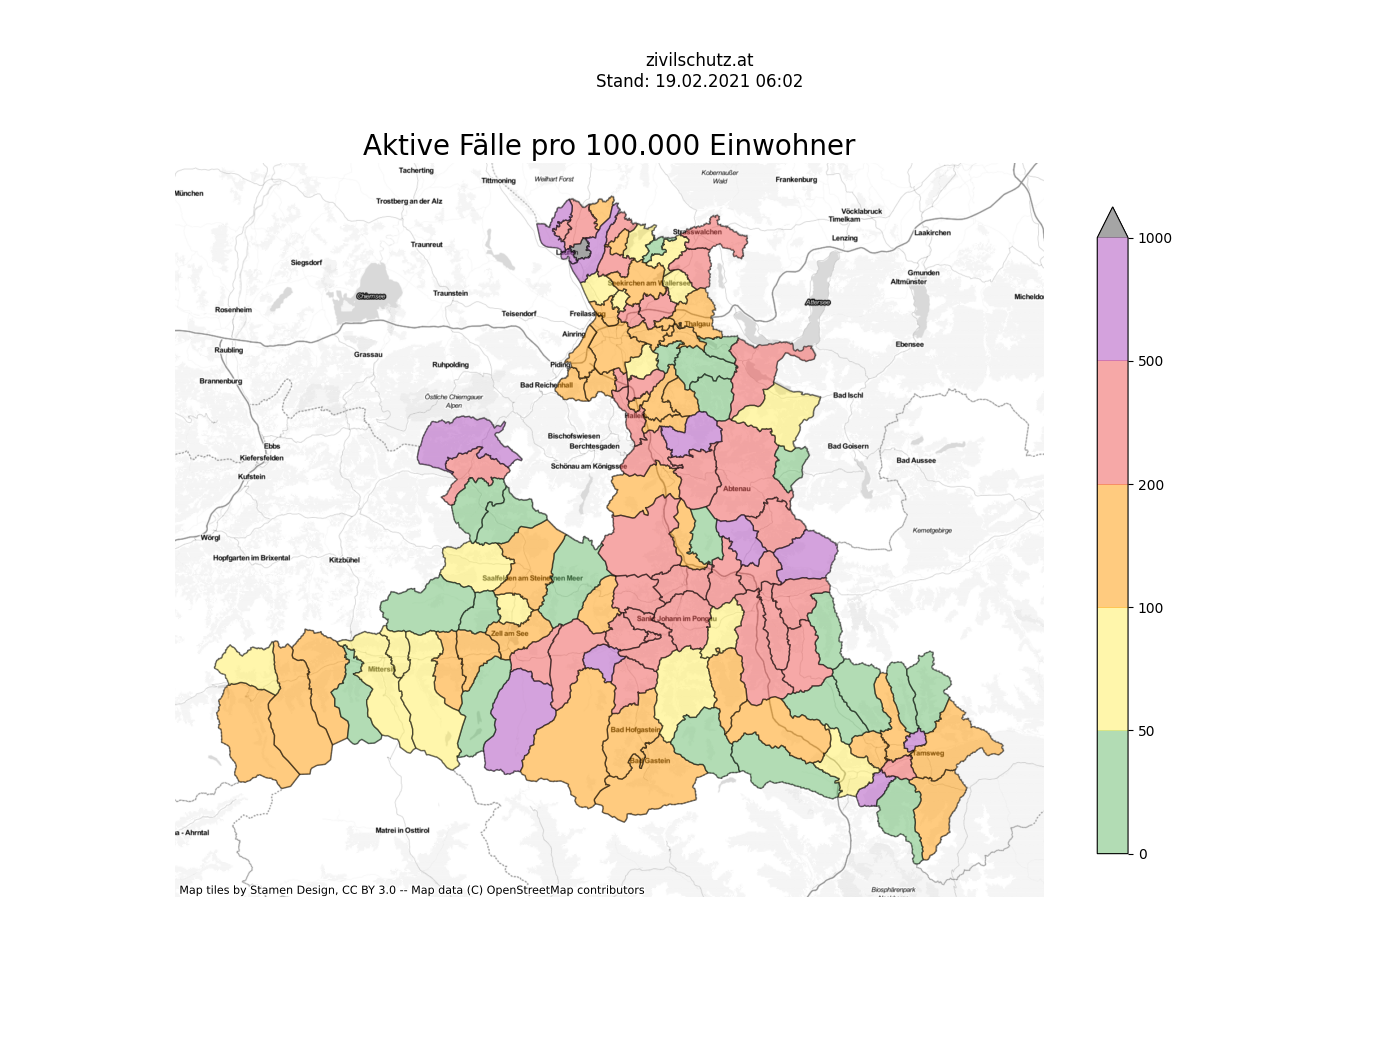 zivilschutz.at
Stand: 19.02.2021 06:02
Aktive Fälle pro 100.000 Einwohner
Tacherting
Tittmoning
Weilhart Forst
Kobernaußer
Wald
Frankenburg
München
Trostberg an der Alz
Vöcklabruck
Timelkam
Laakirchen
Strasswalchen
Lenzing
Traunreut
Siegsdorf
Gmunden
Altmünster
Seekirchen am Wallersee
Chiemsee
Traunstein
Attersee
Rosenheim
Teisendorf
Freilassing
Thalgau
Ainring
Ebensee
Raubling
Grassau
Ruhpolding
Piding
Brannenburg
Bad Reichenhall
Östliche Chiemgauer
Alpen
Bad Ischl
Hallein
Bischofswiesen
Ebbs
Berchtesgaden
Bad Goisern
Kiefersfelden
Schönau am Königssee
Bad Aussee
Kufstein
Abtenau
Kemetgebirge
Wörgl
Hopfgarten im Brixental
Kitzbühel
Saalfelden am Steinernen Meer
Sankt Johann im Pongau
Zell am See
Mittersill
Bad Hofgastein
Tamsweg
Bad Gastein
Matrei in Osttirol
Biosphärenpark
Map tiles by Stamen Design, CC BY 3.0 -- Map data (C) OpenStreetMap contributors
1000
500
200
100
50
0